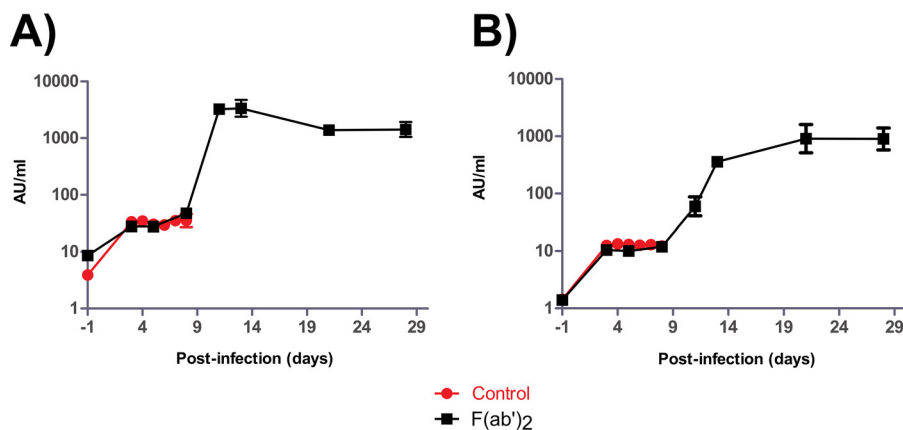 A)
B)
10000
1000
100
10
1
AU/ml
-1 4 9 14 19 24 29
Post-infection (days)
10000
1000
100
10
1
AU/ml
-1 4 9 14 19 24 29
Post-infection (days)
Control
F(ab')2